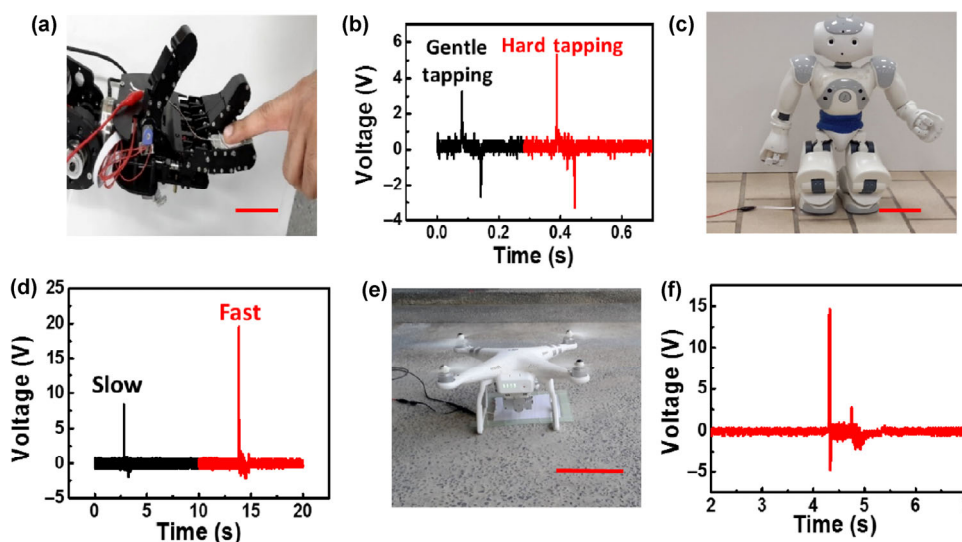 (a)
(b)
6
4
2
0
−2
−4
Voltage (V)
Gentle
tapping
Hard tapping
0.0 0.2 0.4 0.6
Time (s)
(c)
(d)
25
20
15
10
5
0
−5
Voltage (V)
Slow
Fast
0 5 10 15 20
Time (s)
(e)
(f)
15
10
5
0
−5
Voltage (V)
2 3 4 5 6
Time (s)